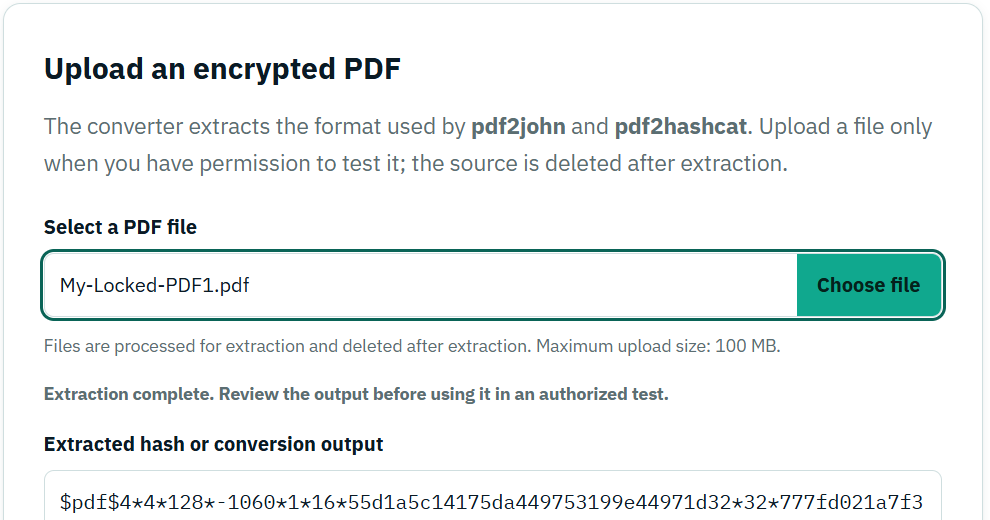 Upload an encrypted PDF
The converter extracts the format used by pdf2john and pdf2hashcat. Upload a file only
when you have permission to test it; the source is deleted after extraction.
Select a PDF file
My-Locked-PDF1.pdf
Choose file
Files are processed for extraction and deleted after extraction. Maximum upload size: 100 MB.
Extraction complete. Review the output before using it in an authorized test.
Extracted hash or conversion output
$pdf$4*4*128*-1060*1*16*55d1a5c14175da449753199e44971d32*32*777fd021a7f3